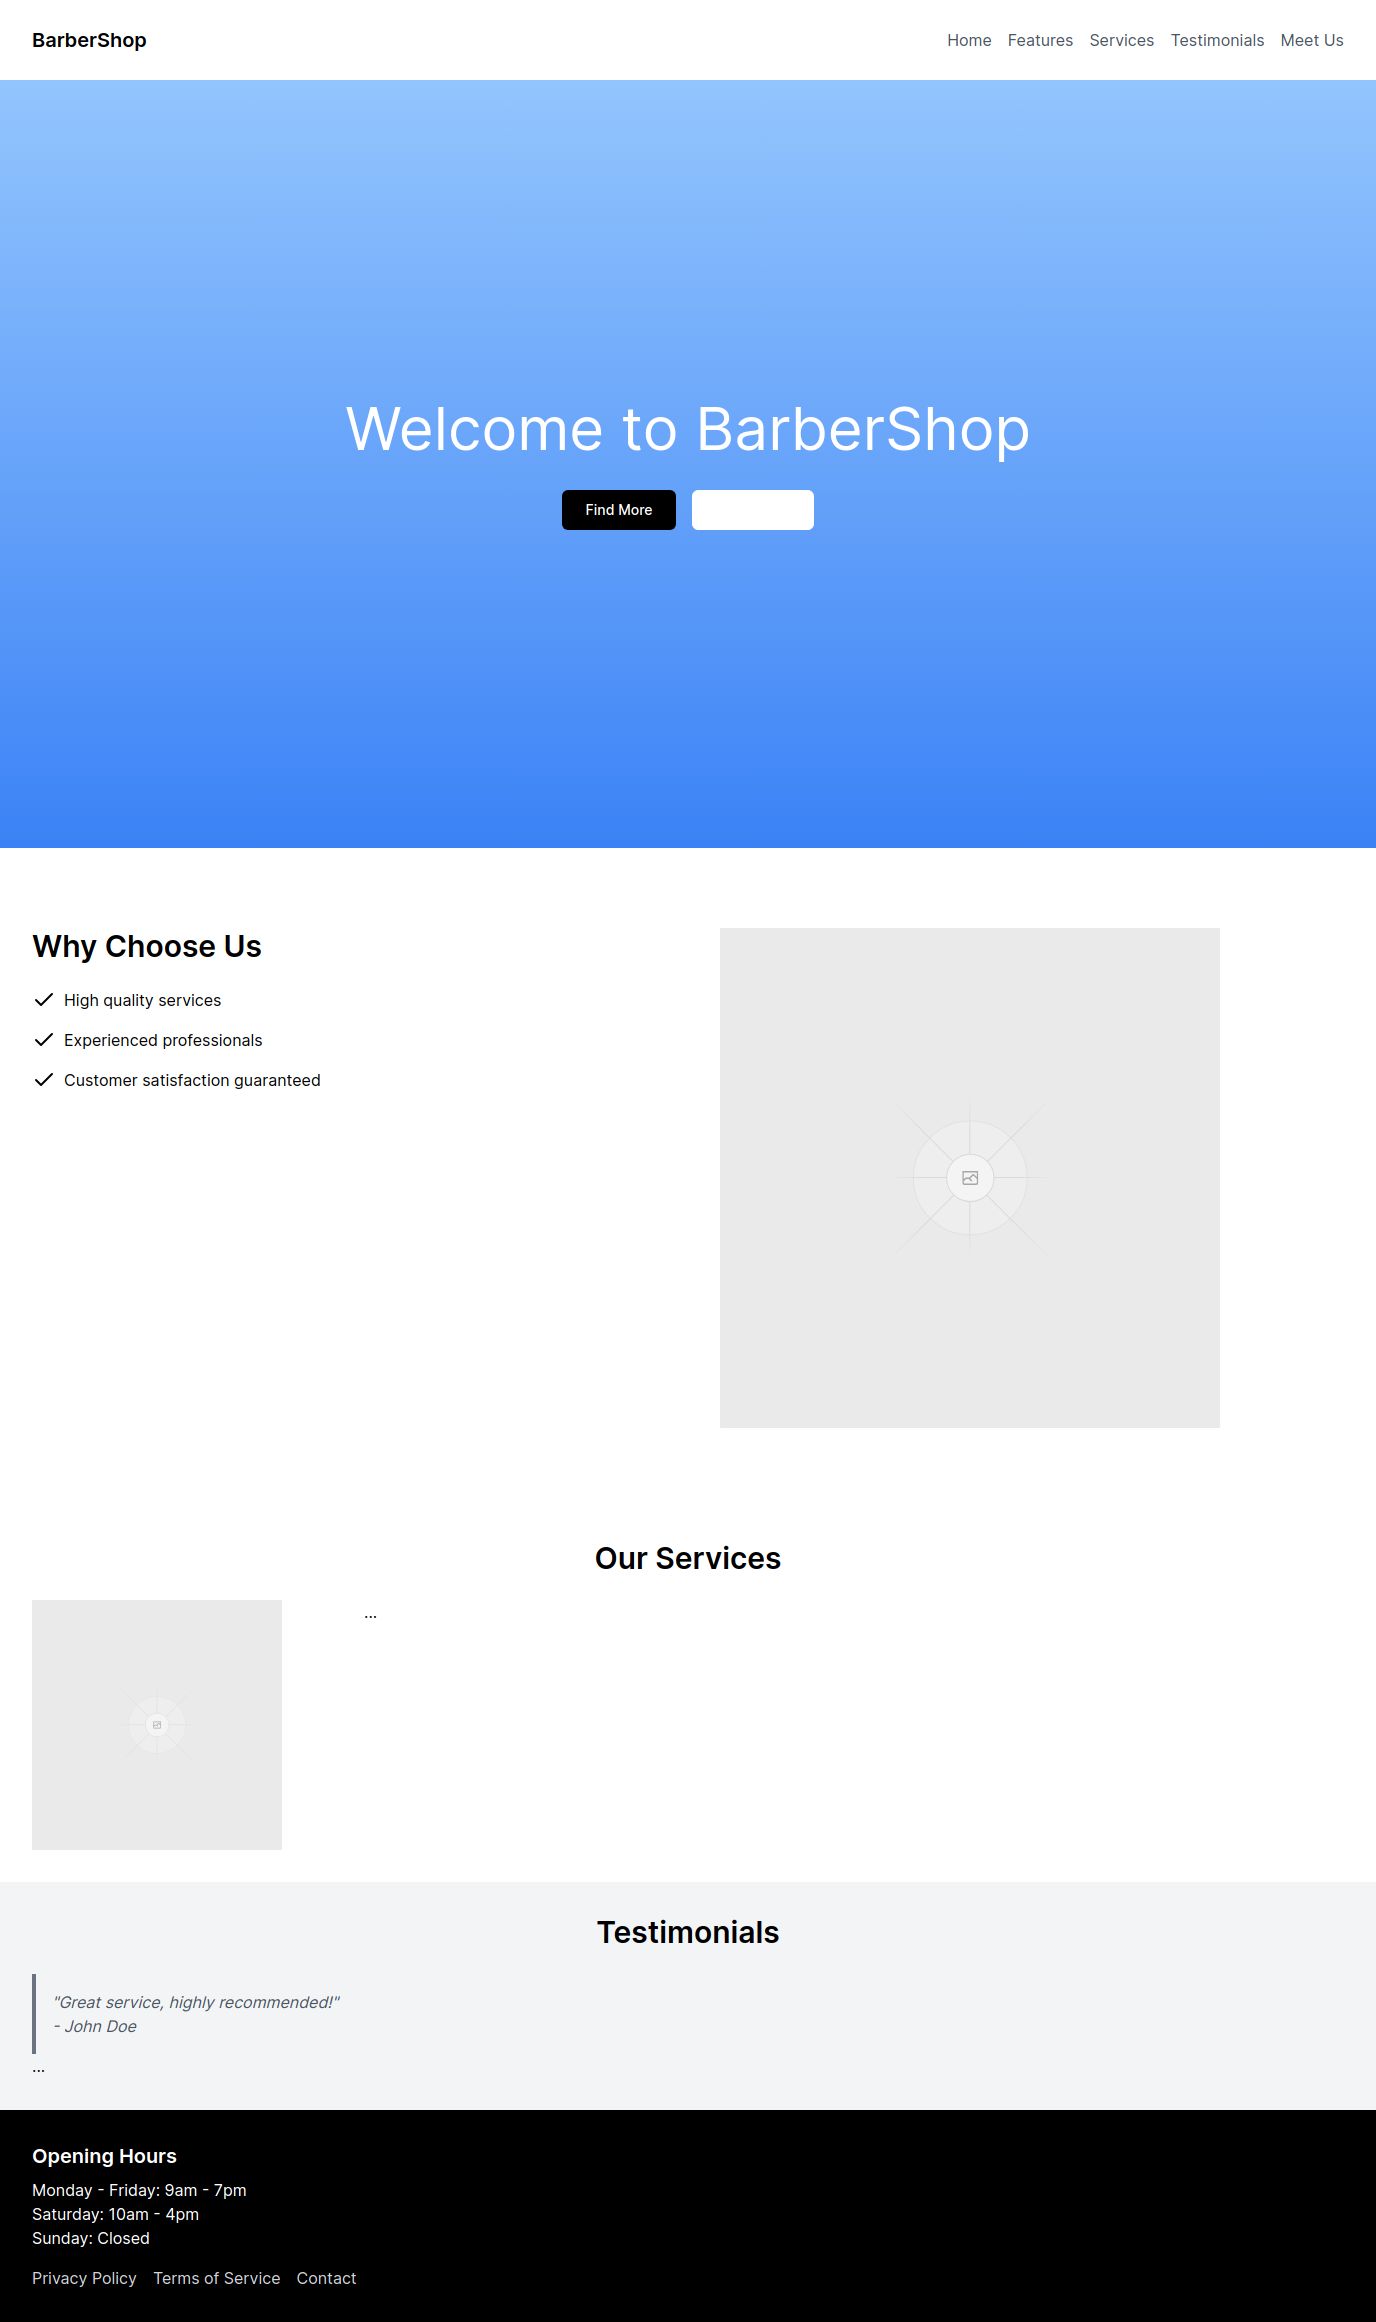 BarberShop
Home Features Services Testimonials Meet Us
Welcome to BarberShop
Find More
Why Choose Us
High quality services
Experienced professionals
Customer satisfaction guaranteed
Our Services
...
Testimonials
"Great service, highly recommended!"
- John Doe
...
Opening Hours
Monday - Friday: 9am - 7pm
Saturday: 10am - 4pm
Sunday: Closed
Privacy Policy Terms of Service Contact